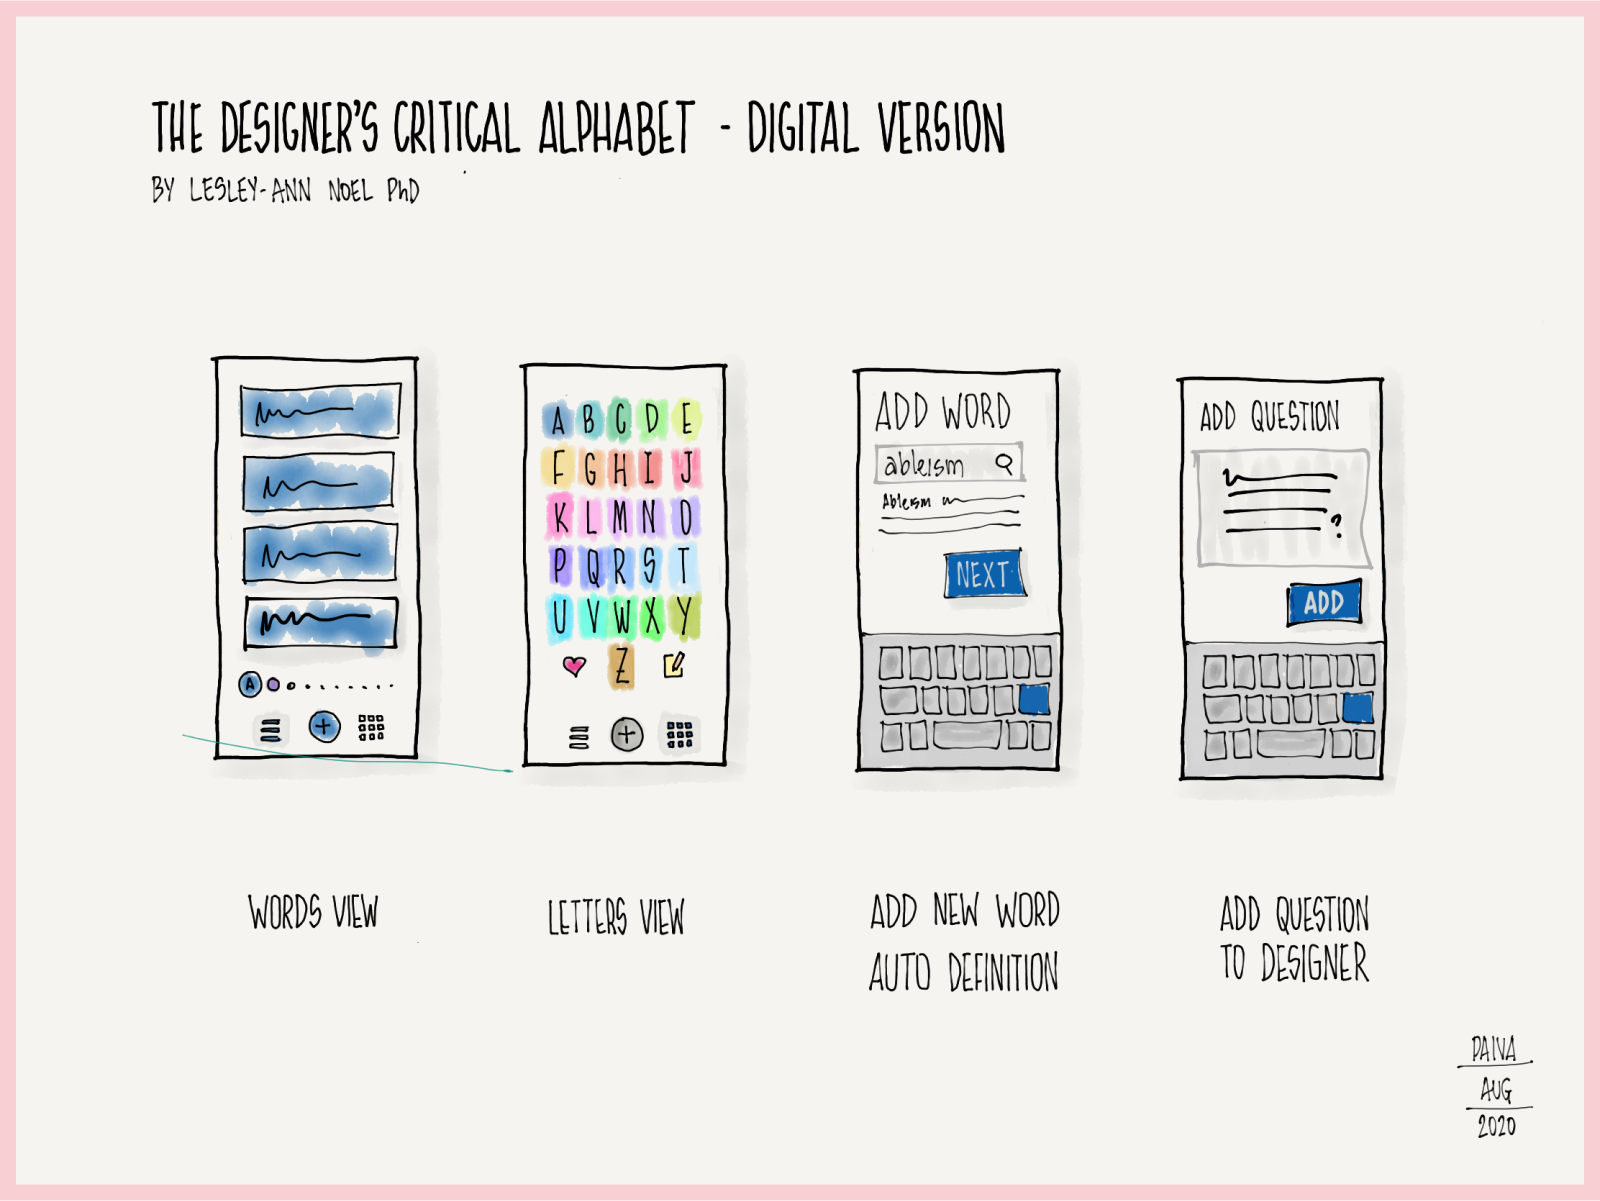 THE DESIGNER'S CRITICAL ALPHABET - DIGITAL VERSION
BY LESLEY-ANN NOEL PhD
A
A B C D E
F G H I J
K L M N O
P Q R S T
U V W X Y
Z
ADD WORD
ableism
Ableism
NEXT
ADD QUESTION
?
ADD
WORDS VIEW
LETTERS VIEW
ADD NEW WORD
AUTO DEFINITION
ADD QUESTION
TO DESIGNER
PAIVA
AUG
2020